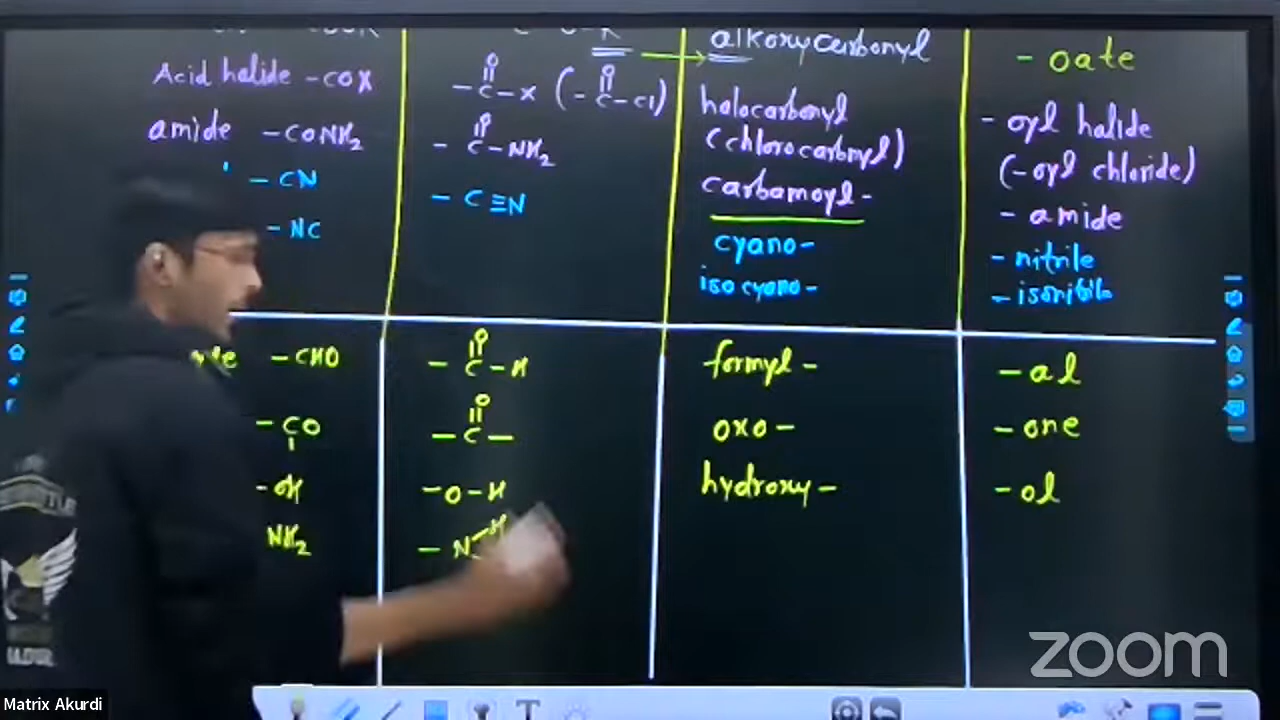 alkoxycarbonyl - oate
Acid halide -COX -C-X (-C-Cl) halocarbonyl - oyl halide
O O
(chlorocarbonyl) (-oyl chloride)
amide -CONH₂ -C-NH₂ carbamoyl- - amide
O
- CN - C≡N cyano- - nitrile
- NC isocyano-
-CHO -C-H formyl- -al
O
-CO -C- oxo- -one
O
-OH -O-H hydroxy- -ol
NH₂ -N-H
zoom
Matrix Akurdi